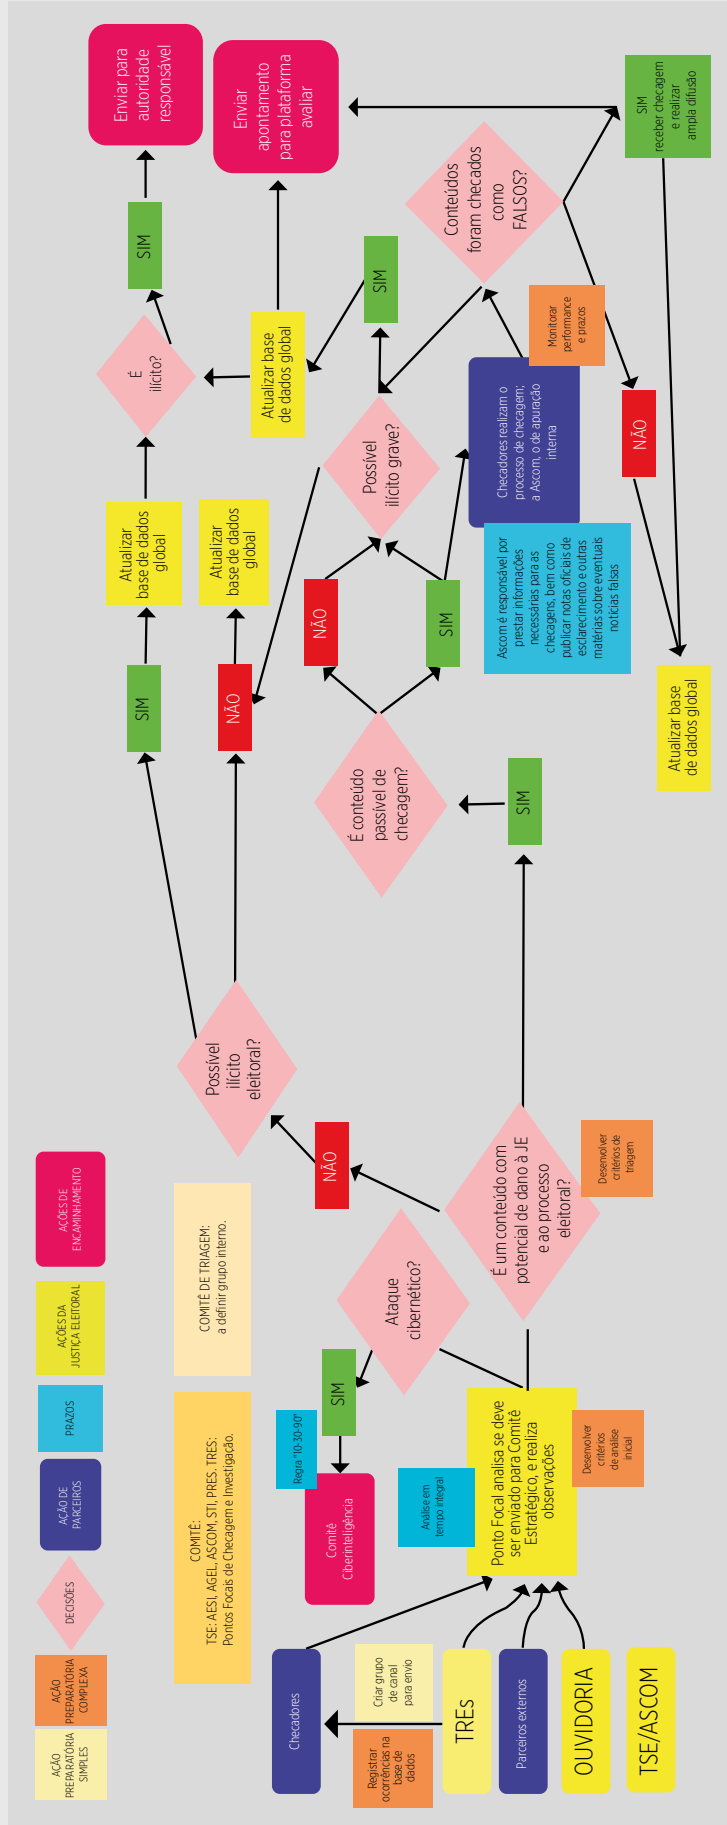 AÇÃO
PREPARATÓRIA
SIMPLES
AÇÃO
PREPARATÓRIA
COMPLEXA
DECISÕES
AÇÃO DE
PARCEIROS
PRAZOS
AÇÕES DA
JUSTIÇA ELEITORAL
AÇÕES DE
ENCAMINHAMENTO
COMITÊ:
TSE: AESI, AGEL, ASCOM, STI, PRES. TRES:
Pontos Focais de Checagem e Investigação.
COMITÊ DE TRIAGEM:
a definir grupo interno.
Checadores
Registrar
ocorrências na
base de
dados
Criar grupo
de canal
para envio
TREs
Parceiros externos
OUVIDORIA
TSE/ASCOM
Ponto Focal analisa se deve
ser enviado para Comitê
Estratégico, e realiza
observações
Análise em
tempo integral
Desenvolver
critérios
de análise
inicial
Ataque
cibernético?
SIM
Regra "10-30-90"
Comitê
Ciberinteligência
É um conteúdo com
potencial de dano à JE
e ao processo
eleitoral?
Desenvolver
critérios de
triagem
NÃO
Possível
ilícito
eleitoral?
SIM
Atualizar
base de dados
global
NÃO
Atualizar
base de dados
global
É
ilícito?
SIM
Enviar para
autoridade
responsável
SIM
É conteúdo
passível de
checagem?
NÃO
SIM
Possível
ilícito grave?
SIM
Atualizar base
de dados global
Enviar
apontamento
para plataforma
avaliar
Ascom é responsável por
prestar informações
necessárias para as
checagens, bem como
publicar notas oficiais de
esclarecimento e outras
matérias sobre eventuais
notícias falsas
Checadores realizam o
processo de checagem;
a Ascom, o de apuração
interna
Monitorar
performance
e prazos
Conteúdos
foram checados
como
FALSOS?
SIM
receber checagem
e realizar
ampla difusão
NÃO
Atualizar base
de dados global